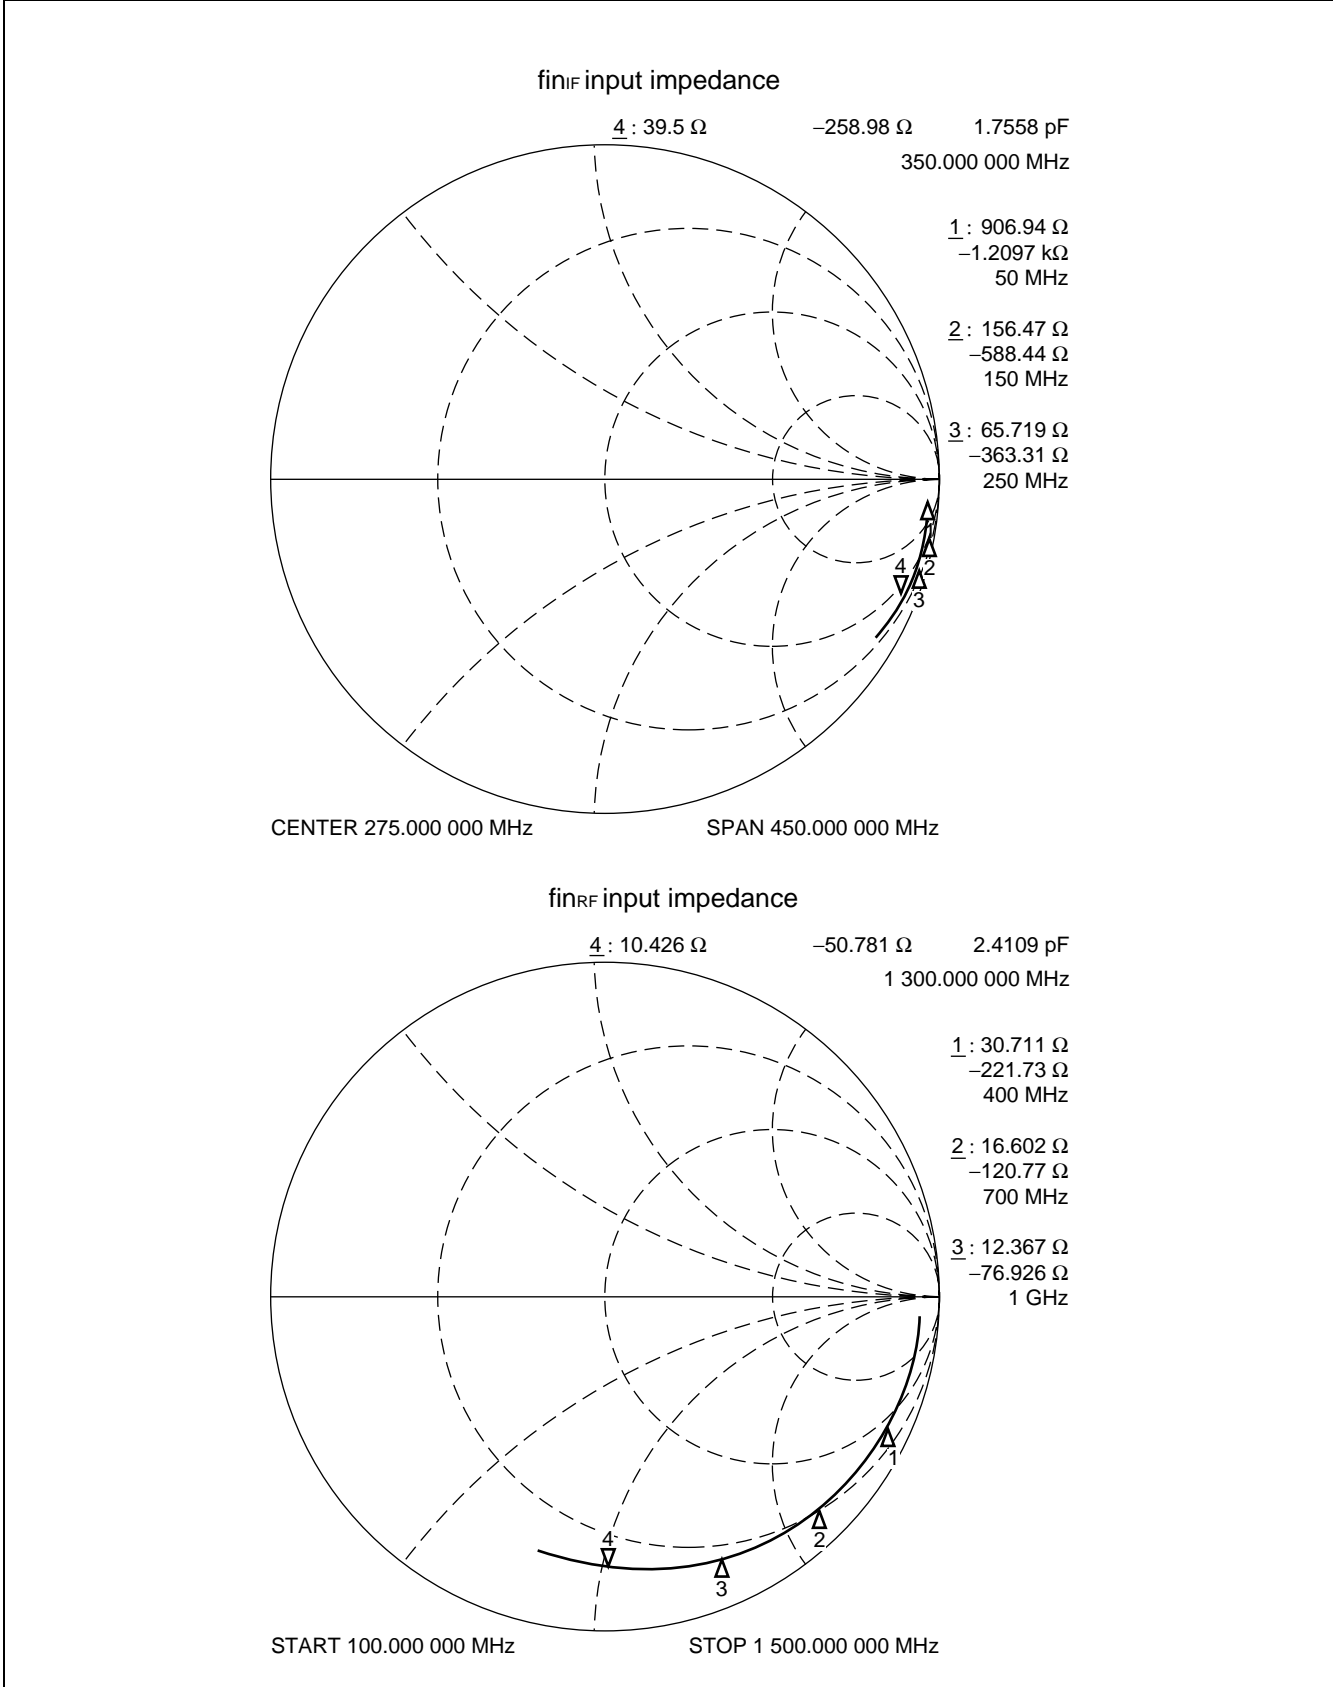 finIF input impedance
4 : 39.5 Ω −258.98 Ω 1.7558 pF
350.000 000 MHz
1 : 906.94 Ω
−1.2097 kΩ
50 MHz
2 : 156.47 Ω
−588.44 Ω
150 MHz
3 : 65.719 Ω
−363.31 Ω
250 MHz
1
4
2
3
CENTER 275.000 000 MHz SPAN 450.000 000 MHz
finRF input impedance
4 : 10.426 Ω −50.781 Ω 2.4109 pF
1 300.000 000 MHz
1 : 30.711 Ω
−221.73 Ω
400 MHz
2 : 16.602 Ω
−120.77 Ω
700 MHz
3 : 12.367 Ω
−76.926 Ω
1 GHz
1
4
2
3
START 100.000 000 MHz STOP 1 500.000 000 MHz